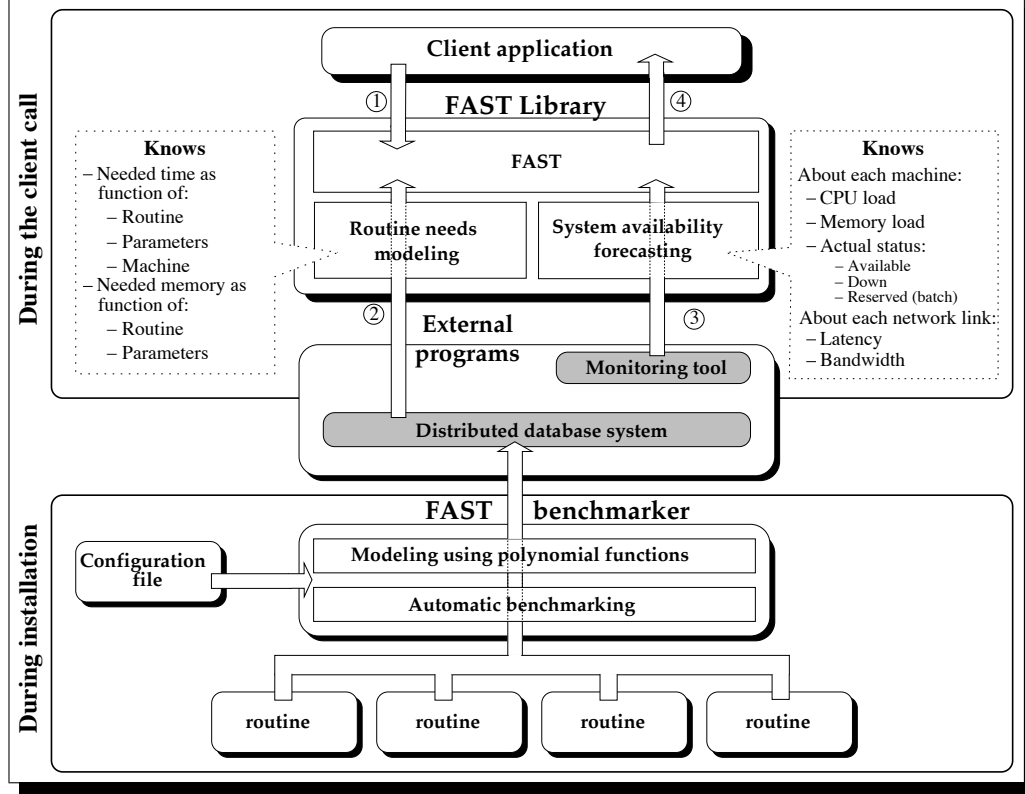 During the client call
Client application
① ④
FAST Library
FAST
Routine needs
modeling
System availability
forecasting
Knows
– Needed time as
function of:
– Routine
– Parameters
– Machine
– Needed memory as
function of:
– Routine
– Parameters
Knows
About each machine:
– CPU load
– Memory load
– Actual status:
– Available
– Down
– Reserved (batch)
About each network link:
– Latency
– Bandwidth
② ③
External
programs
Monitoring tool
Distributed database system
During installation
FAST benchmarker
Configuration
file
Modeling using polynomial functions
Automatic benchmarking
routine
routine
routine
routine